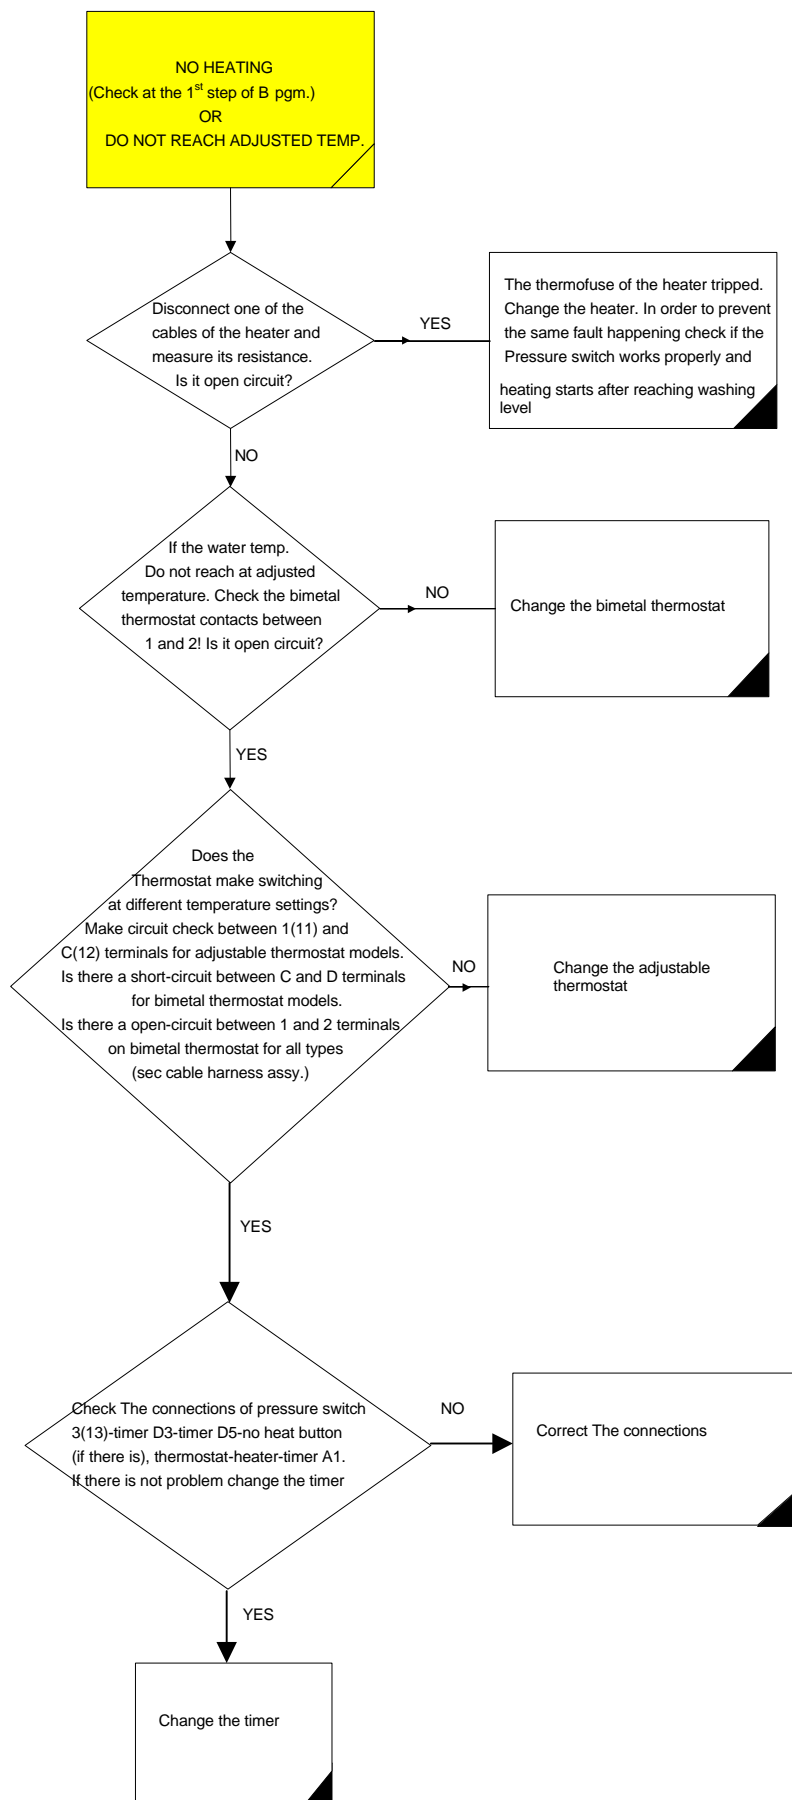 NO HEATING
(Check at the 1st step of B pgm.)
OR
DO NOT REACH ADJUSTED TEMP.
Disconnect one of the
cables of the heater and
measure its resistance.
Is it open circuit?
YES
The thermofuse of the heater tripped.
Change the heater. In order to prevent
the same fault happening check if the
Pressure switch works properly and
heating starts after reaching washing
level
NO
If the water temp.
Do not reach at adjusted
temperature. Check the bimetal
thermostat contacts between
1 and 2! Is it open circuit?
NO
Change the bimetal thermostat
YES
Does the
Thermostat make switching
at different temperature settings?
Make circuit check between 1(11) and
C(12) terminals for adjustable thermostat models.
Is there a short-circuit between C and D terminals
for bimetal thermostat models.
Is there a open-circuit between 1 and 2 terminals
on bimetal thermostat for all types
(sec cable harness assy.)
NO
Change the adjustable
thermostat
YES
Check The connections of pressure switch
3(13)-timer D3-timer D5-no heat button
(if there is), thermostat-heater-timer A1.
If there is not problem change the timer
NO
Correct The connections
YES
Change the timer